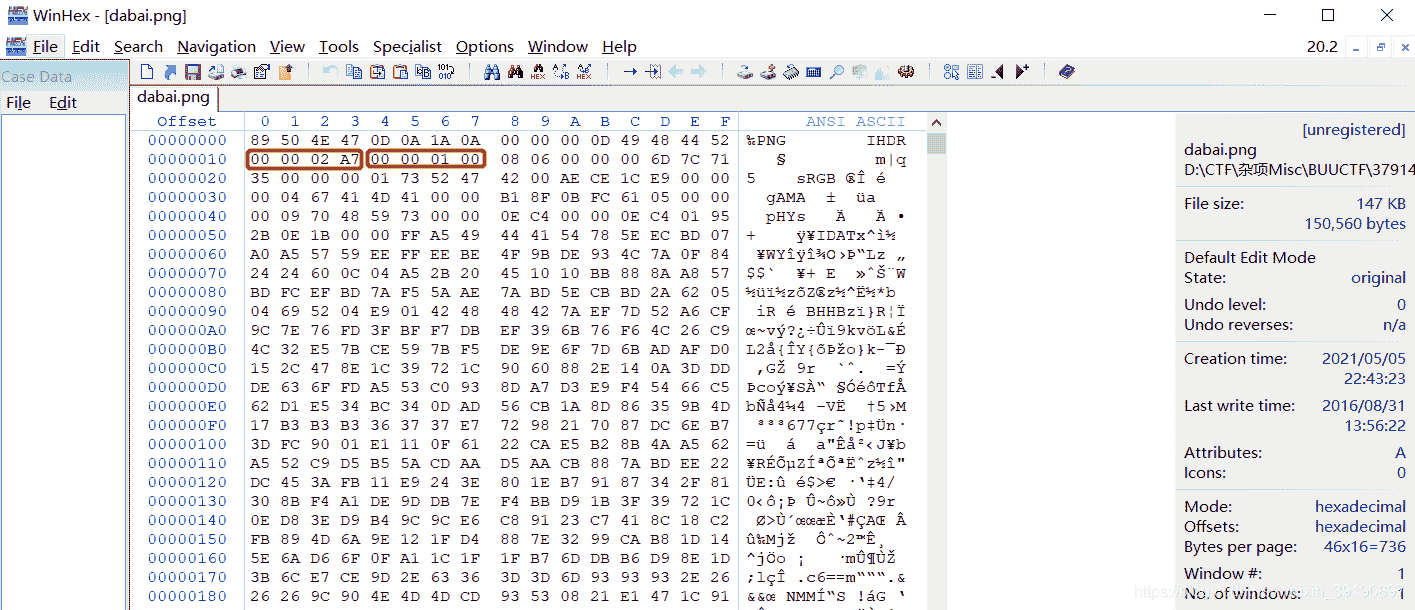 WinHex - [dabai.png]
File Edit Search Navigation View Tools Specialist Options Window Help 20.2
Case Data
File Edit
dabai.png
Offset 0 1 2 3 4 5 6 7 8 9 A B C D E F ANSI ASCII
00000000 89 50 4E 47 0D 0A 1A 0A 00 00 00 0D 49 48 44 52 ‰PNG IHDR
00000010 00 00 02 A7 00 00 01 00 08 06 00 00 00 6D 7C 71 § m|q
00000020 35 00 00 00 01 73 52 47 42 00 AE CE 1C E9 00 00 5 sRGB ®Î é
00000030 00 04 67 41 4D 41 00 00 B1 8F 0B FC 61 05 00 00 gAMA ± üa
00000040 00 09 70 48 59 73 00 00 0E C4 00 00 0E C4 01 95 pHYs Ä Ä •
00000050 2B 0E 1B 00 00 FF A5 49 44 41 54 78 5E EC BD 07 + ÿ¥IDATx^ì½
00000060 A0 A5 57 59 EE FF EE BE 4F 9B DE 93 4C 7A 0F 84 ¥WYîÿî¾O›Þ“Lz „
00000070 24 24 60 0C 04 A5 2B 20 45 10 10 BB 88 8A A8 57 $$` ¥+ E »ˆŠ¨W
00000080 BD FC EF BD 7A F5 5A AE 7A BD 5E CB BD 2A 62 05 ½üï½zõZ®z½^Ë½*b
00000090 04 69 52 04 E9 01 42 48 48 42 7A EF 7D 52 A6 CF iR é BHHBzï}R¦Ï
000000A0 9C 7E 76 FD 3F BF F7 DB EF 39 6B 76 F6 4C 26 C9 œ~vý?¿÷Ûï9kvöL&É
000000B0 4C 32 E5 7B CE 59 7B F5 DE 9E 6F 7D 6B AD AF D0 L2å{ÎY{õÞžo}k-¯Ð
000000C0 15 2C 47 8E 1C 39 72 1C 90 60 88 2E 14 0A 3D DD ,GŽ 9r `ˆ. =Ý
000000D0 DE 63 6F FD A5 53 C0 93 8D A7 D3 E9 F4 54 66 C5 Þcoý¥SÀ“ §ÓéôTfÅ
000000E0 62 D1 E5 34 BC 34 0D AD 56 CB 1A 8D 86 35 9B 4D bÑå4¼4 -VË †5›M
000000F0 17 B3 B3 B3 36 37 37 E7 72 98 21 70 87 DC 6E B7 ³³³677çr˜!p‡Ün·
00000100 3D FC 90 01 E1 11 0F 61 22 CA E5 B2 8B 4A A5 62 =ü á a"Êå²‹J¥b
00000110 A5 52 C9 D5 B5 5A CD AA D5 AA CB 88 7A BD EE 22 ¥RÉÕµZÍªÕªËˆz½î"
00000120 DC 45 3A FB 11 E9 24 3E 80 1E B7 91 87 34 2F 81 ÜE:û é$>€ ·‘‡4/
00000130 30 8B F4 A1 DE 9D DB 7E F4 BB D9 1B 3F 39 72 1C 0‹ô¡Þ Û~ô»Ù ?9r
00000140 0E D8 3E D9 B4 9C 9C E6 C8 91 23 C7 41 8C 18 C2 Ø>Ù´œœæÈ‘#ÇAŒ Â
00000150 FB 89 4D 6A 9E 12 1F D4 88 7E 32 99 CA B8 1D 14 û‰Mjž Ôˆ~2™Ê¸
00000160 5E 6A D6 6F 0F A1 1C 1F 1F B7 6D DB B6 D9 8E 1D ^jÖo ¡ ·mÛ¶ÙŽ
00000170 3B 6C E7 CE 9D 2E 63 36 3D 3D 6D 93 93 93 2E 26 ;lçÎ .c6==m“““.&
00000180 26 26 9C 90 4E 4D 4D CD 93 53 08 21 E1 47 1C 91 &&œ NMMÍ“S !áG ‘
[unregistered]
dabai.png
D:\CTF\杂项Misc\BUUCTF\37914
File size: 147 KB
150,560 bytes
Default Edit Mode
State: original
Undo level: 0
Undo reverses: n/a
Creation time: 2021/05/05
22:43:23
Last write time: 2016/08/31
13:56:22
Attributes: A
Icons: 0
Mode: hexadecimal
Offsets: hexadecimal
Bytes per page: 46x16=736
Window #: 1
No. of windows: 1